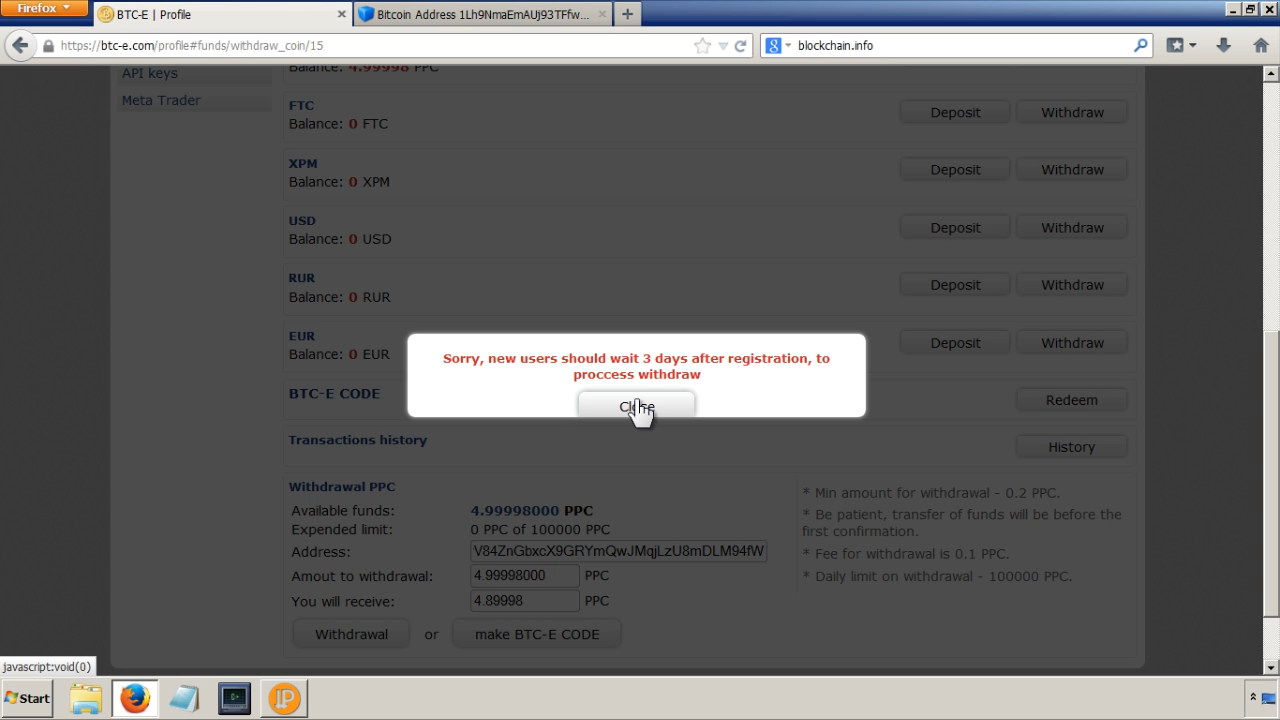 Firefox
BTC-E | Profile
Bitcoin Address 1Lh9NmaEmAUj93TFfw...
https://btc-e.com/profile#funds/withdraw_coin/15
blockchain.info
API keys
Meta Trader
Balance: 4.99998 PPC
FTC
Balance: 0 FTC
Deposit
Withdraw
XPM
Balance: 0 XPM
Deposit
Withdraw
USD
Balance: 0 USD
Deposit
Withdraw
RUR
Balance: 0 RUR
Deposit
Withdraw
EUR
Balance: 0 EUR
Deposit
Withdraw
Sorry, new users should wait 3 days after registration, to
proccess withdraw
Close
BTC-E CODE
Redeem
Transactions history
History
Withdrawal PPC
Available funds: 4.99998000 PPC
Expended limit: 0 PPC of 100000 PPC
Address: V84ZnGbxcX9GRYmQwJMqjLzU8mDLM94fW
Amout to withdrawal: 4.99998000 PPC
You will receive: 4.89998 PPC
Withdrawal or make BTC-E CODE
* Min amount for withdrawal - 0.2 PPC.
* Be patient, transfer of funds will be before the
first confirmation.
* Fee for withdrawal is 0.1 PPC.
* Daily limit on withdrawal - 100000 PPC.
javascript:void(0)
Start